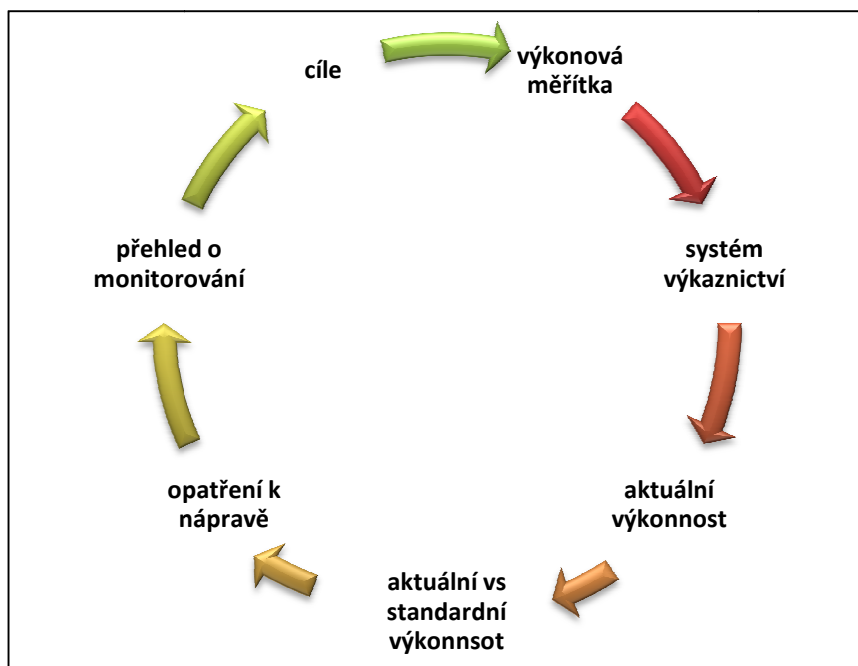 cíle
výkonová
měřítka
systém
výkaznictví
aktuální
výkonnost
aktuální vs
standardní
výkonnsot
opatření k
nápravě
přehled o
monitorování